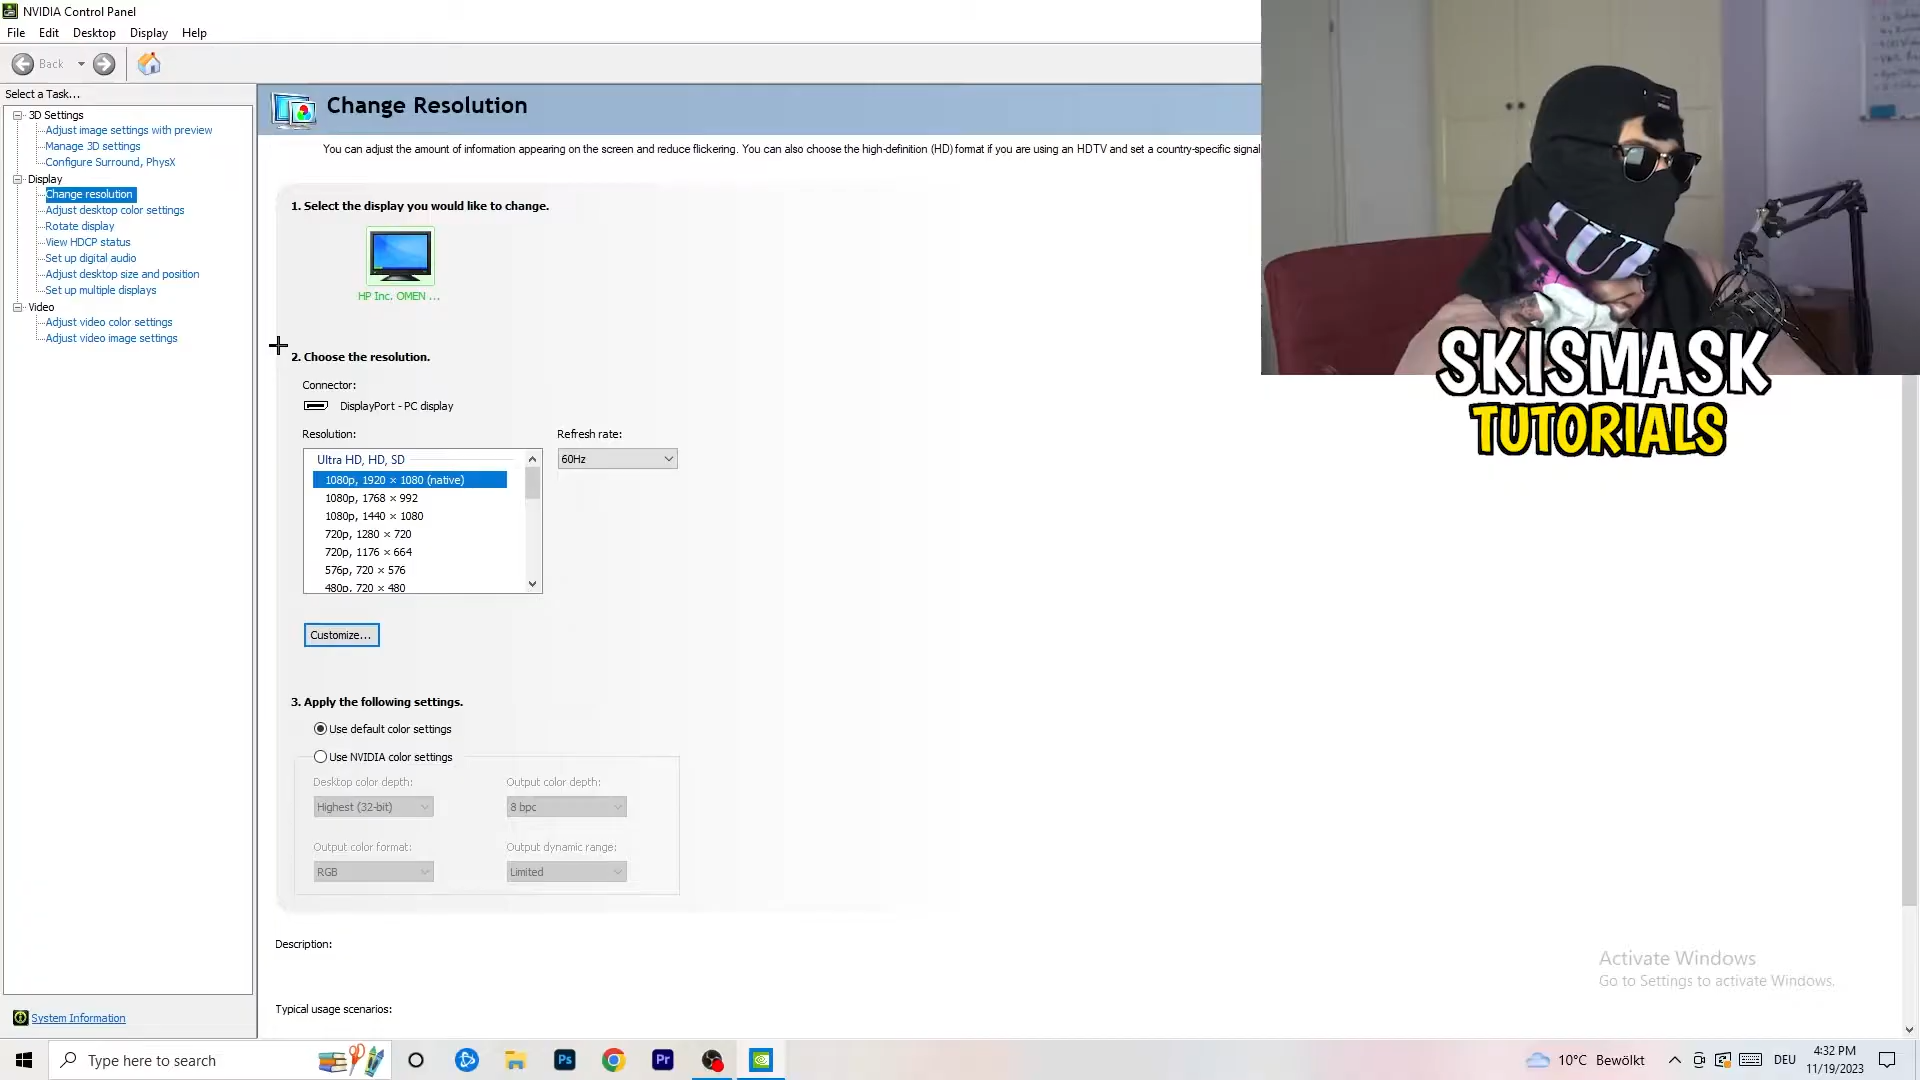 NVIDIA Control Panel
File Edit Desktop Display Help
Back
Select a Task...
3D Settings
Adjust image settings with preview
Manage 3D settings
Configure Surround, PhysX
Display
Change resolution
Adjust desktop color settings
Rotate display
View HDCP status
Set up digital audio
Adjust desktop size and position
Set up multiple displays
Video
Adjust video color settings
Adjust video image settings
System Information
Change Resolution
You can adjust the amount of information appearing on the screen and reduce flickering. You can also choose the high-definition (HD) format if you are using an HDTV and set a country-specific signal
1. Select the display you would like to change.
HP Inc. OMEN ...
2. Choose the resolution.
Connector:
DisplayPort - PC display
Resolution:
Refresh rate:
Ultra HD, HD, SD
60Hz
1080p, 1920 × 1080 (native)
1080p, 1768 × 992
1080p, 1440 × 1080
720p, 1280 × 720
720p, 1176 × 664
576p, 720 × 576
480p, 720 × 480
Customize...
3. Apply the following settings.
Use default color settings
Use NVIDIA color settings
Desktop color depth:
Output color depth:
Highest (32-bit)
8 bpc
Output color format:
Output dynamic range:
RGB
Limited
Description:
Typical usage scenarios:
SKISMASK
TUTORIALS
Activate Windows
Go to Settings to activate Windows.
Type here to search
Ps
Pr
10°C Bewölkt
DEU
4:32 PM
11/19/2023